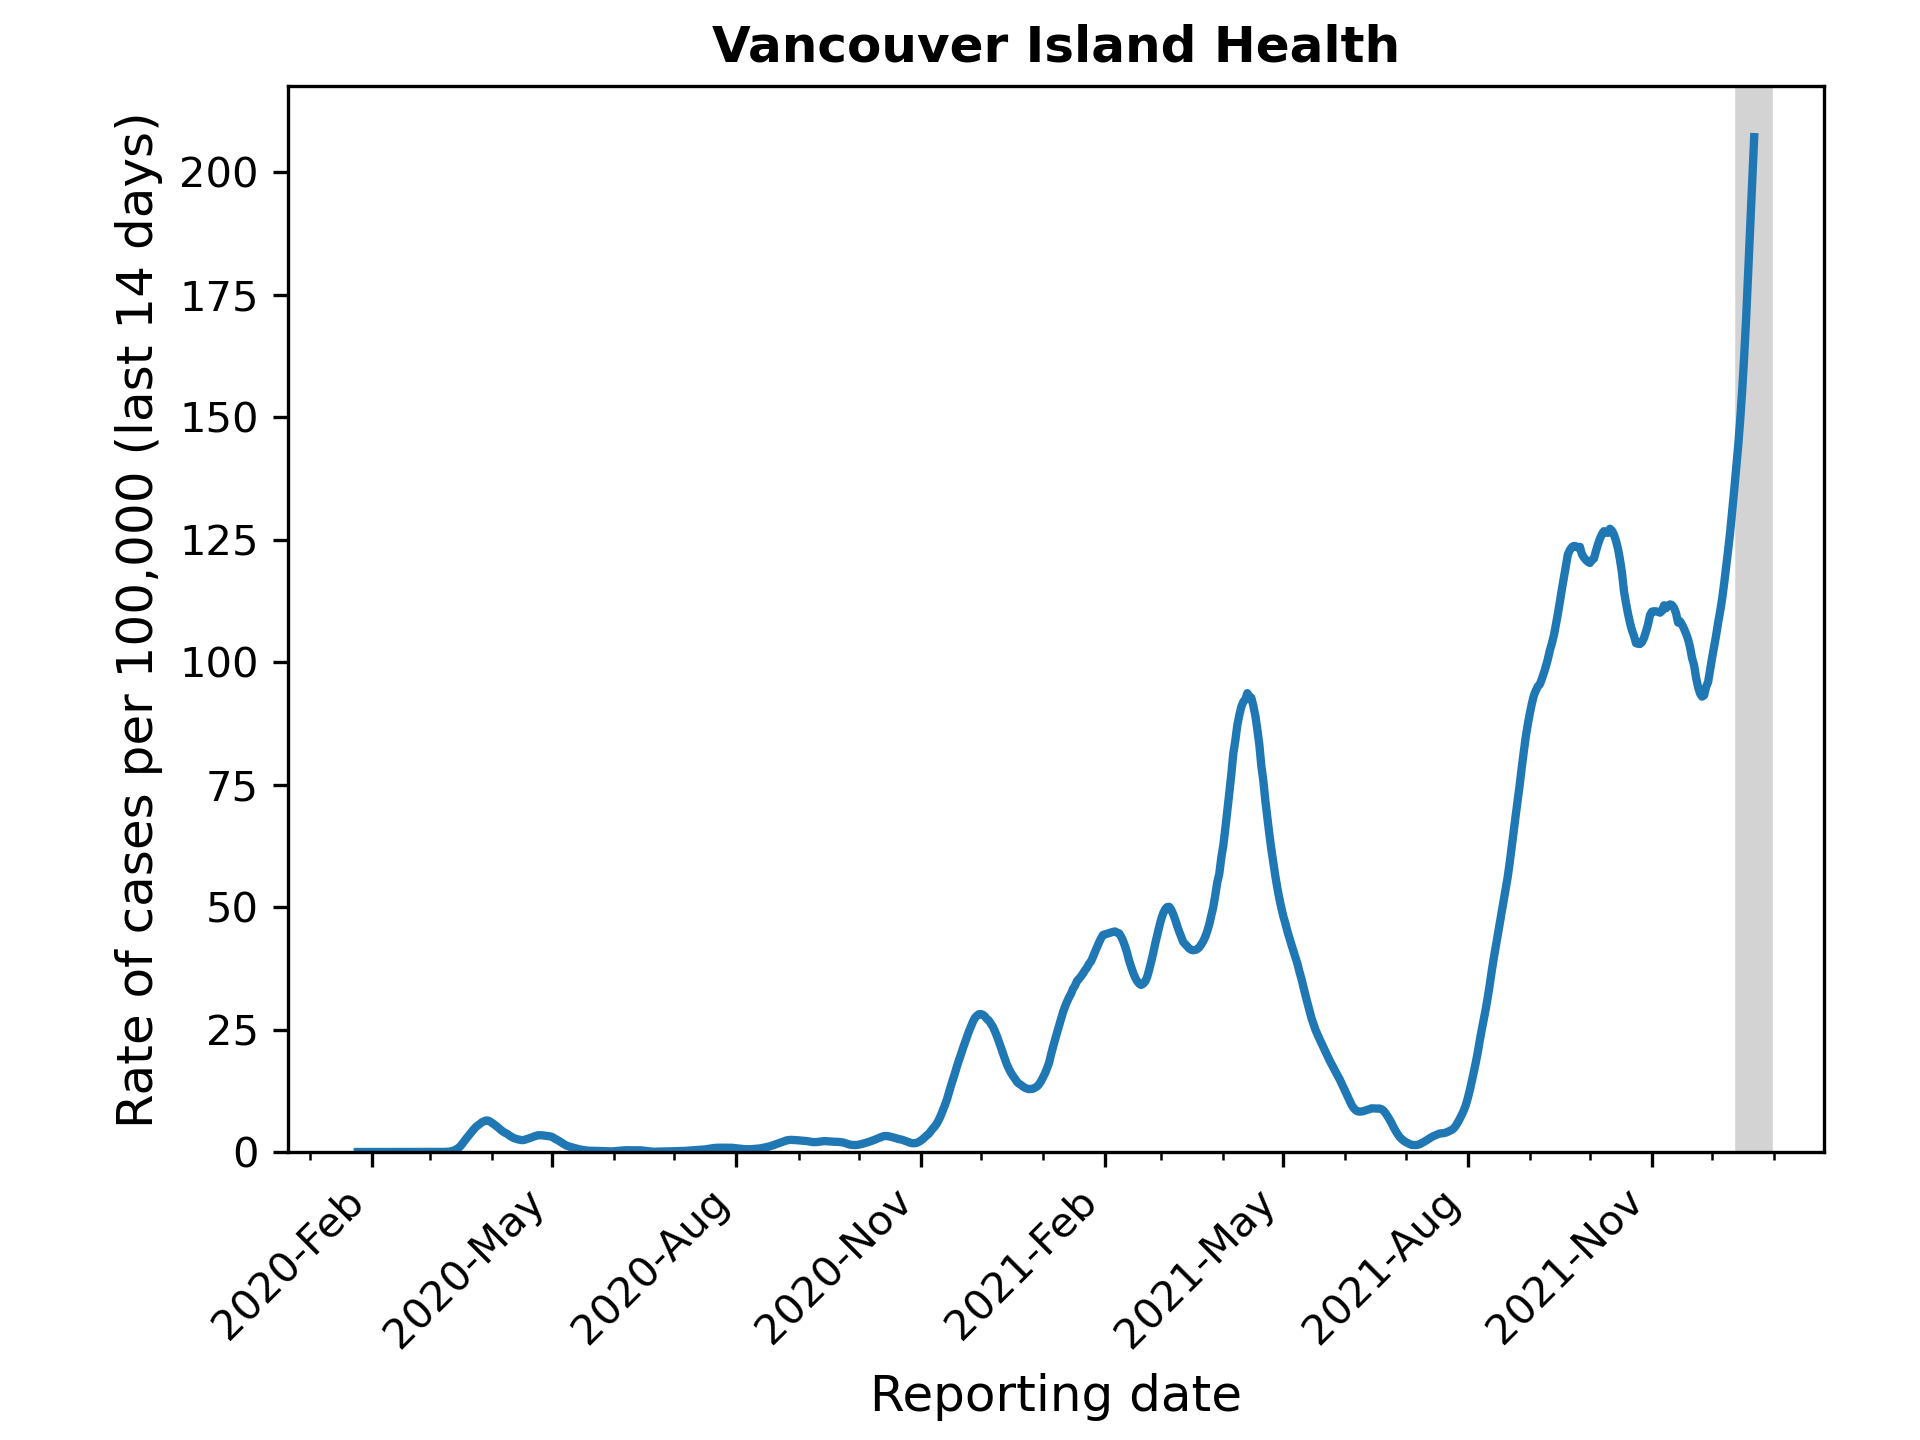 Vancouver Island Health
Rate of cases per 100,000 (last 14 days)
200
175
150
125
100
75
50
25
0
2020-Feb
2020-May
2020-Aug
2020-Nov
2021-Feb
2021-May
2021-Aug
2021-Nov
Reporting date